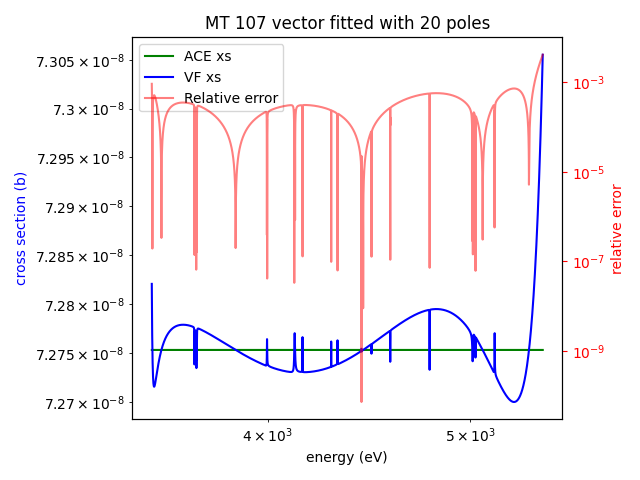 MT 107 vector fitted with 20 poles
ACE xs
VF xs
Relative error
7.305 × 10⁻⁸
7.3 × 10⁻⁸
7.295 × 10⁻⁸
7.29 × 10⁻⁸
7.285 × 10⁻⁸
7.28 × 10⁻⁸
7.275 × 10⁻⁸
7.27 × 10⁻⁸
cross section (b)
10⁻³
10⁻⁵
10⁻⁷
10⁻⁹
relative error
4 × 10³
5 × 10³
energy (eV)